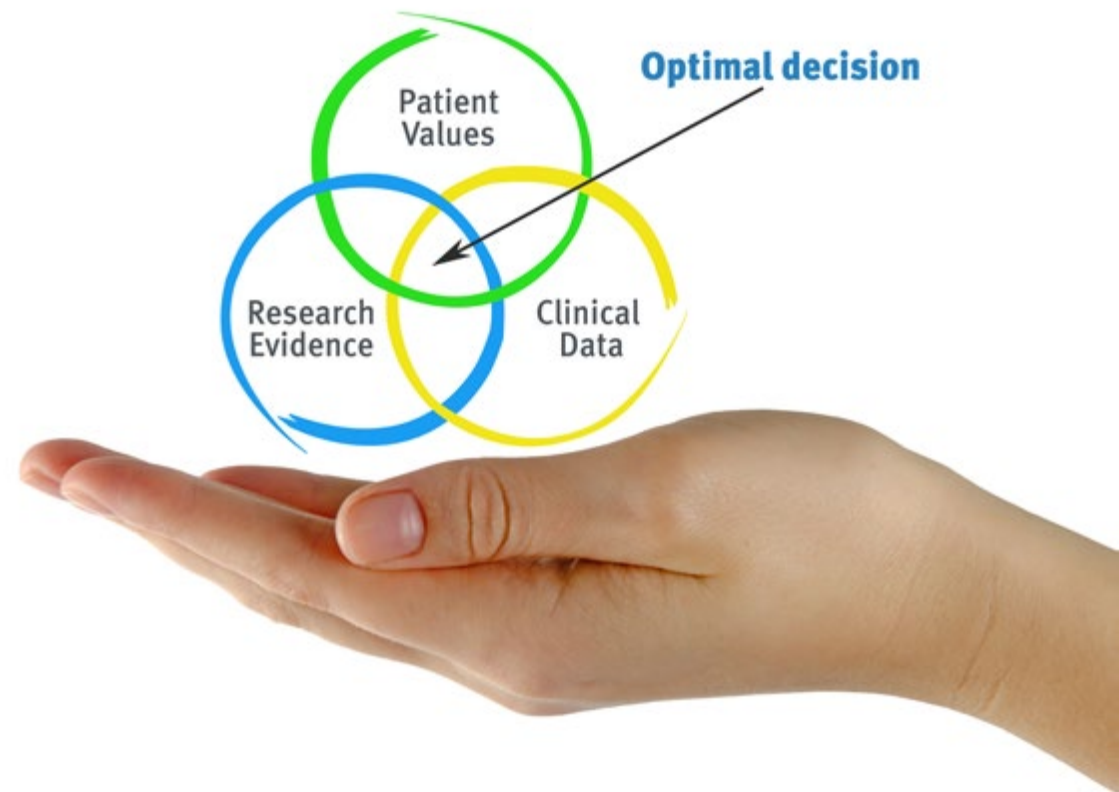 Optimal decision
Patient
Values
Research
Evidence
Clinical
Data